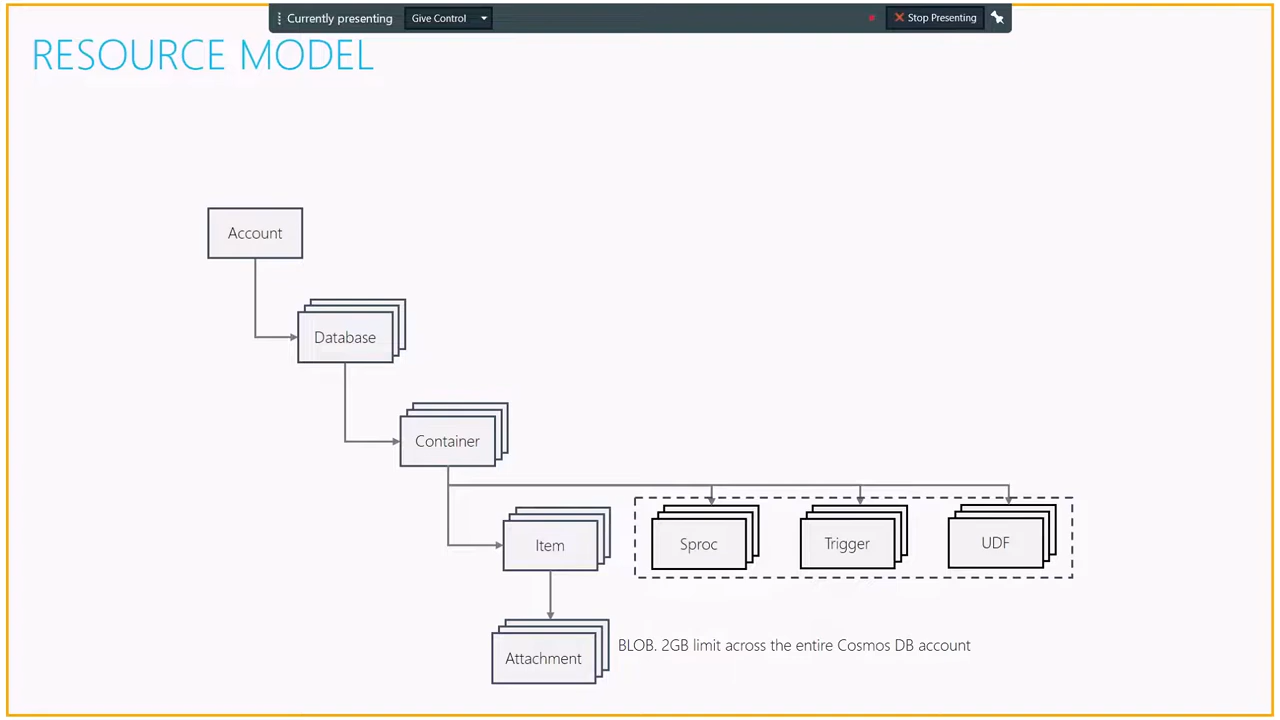 Currently presenting
Give Control
Stop Presenting
RESOURCE MODEL
Account
Database
Container
Item
Sproc
Trigger
UDF
Attachment
BLOB. 2GB limit across the entire Cosmos DB account